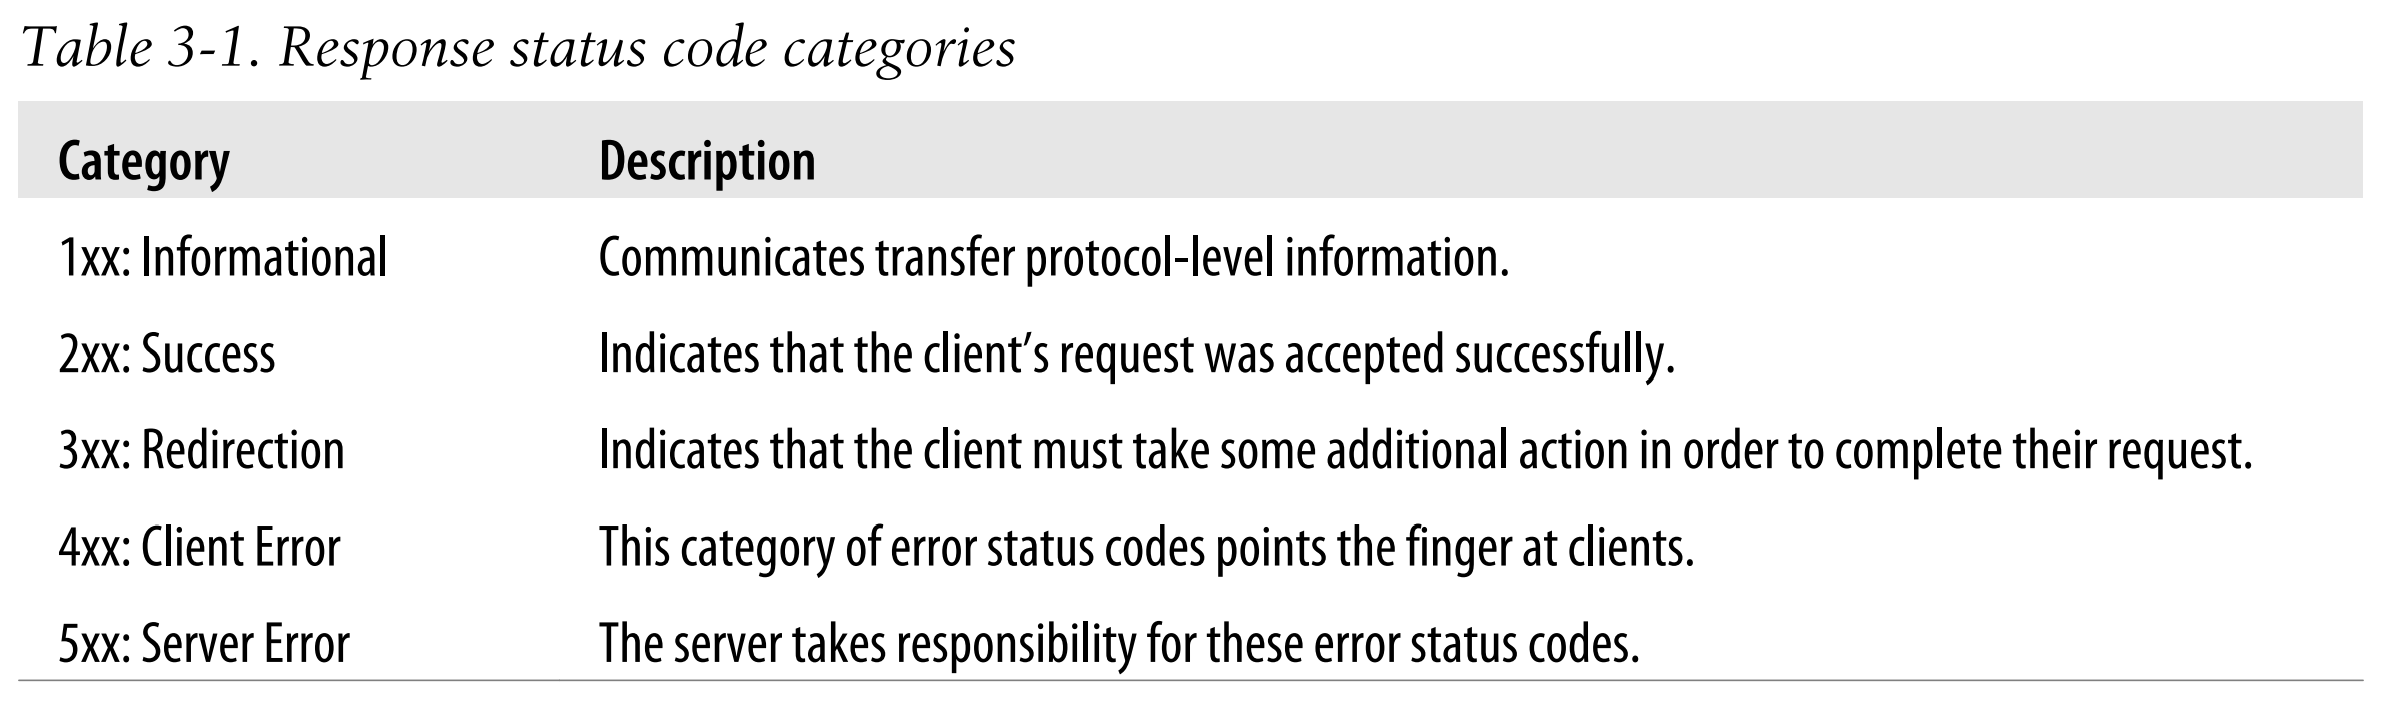 Table 3-1. Response status code categories
Category Description
1xx: Informational Communicates transfer protocol-level information.
2xx: Success Indicates that the client’s request was accepted successfully.
3xx: Redirection Indicates that the client must take some additional action in order to complete their request.
4xx: Client Error This category of error status codes points the finger at clients.
5xx: Server Error The server takes responsibility for these error status codes.